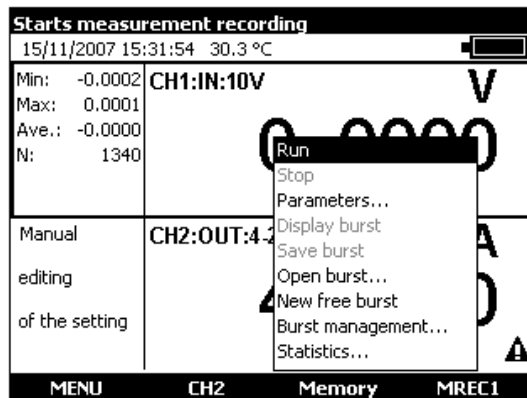 Starts measurement recording
15/11/2007 15:31:54 30.3 °C
Min: -0.0002
Max: 0.0001
Ave.: -0.0000
N: 1340
CH1:IN:10V
V
Run
Stop
Parameters...
Display burst
Save burst
Open burst...
New free burst
Burst management...
Statistics...
Manual
editing
of the setting
CH2:OUT:4-2
MENU CH2 Memory MREC1